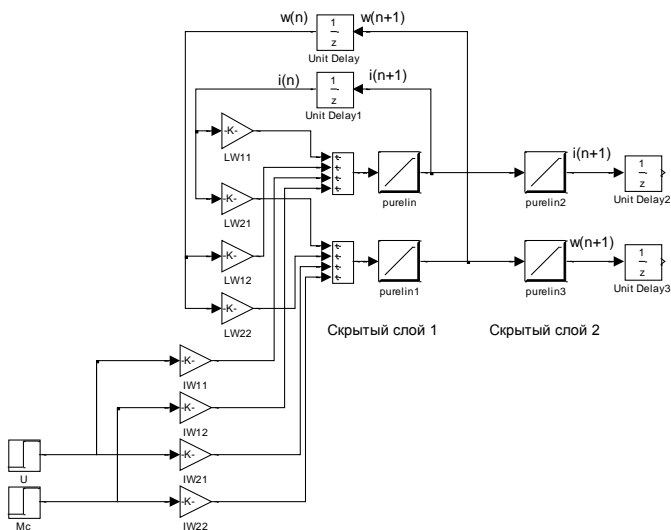 w(n)
w(n+1)
1
z
Unit Delay
i(n)
i(n+1)
1
z
Unit Delay1
-K-
LW11
i(n+1)
1
z
purelin
purelin2
Unit Delay2
-K-
LW21
w(n+1)
1
z
-K-
LW12
purelin1
purelin3
Unit Delay3
-K-
LW22
Скрытый слой 1
Скрытый слой 2
-K-
IW11
-K-
IW12
U
-K-
IW21
Mc
-K-
IW22